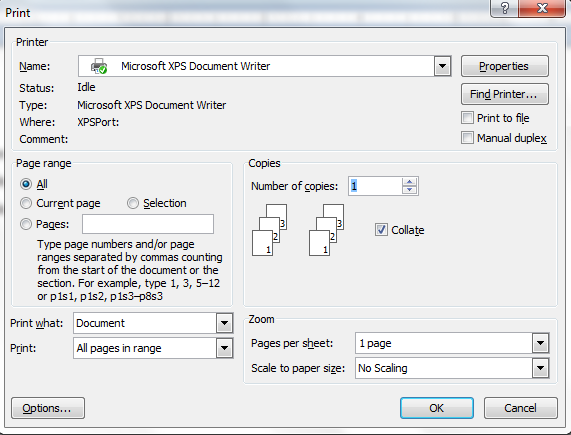 Print
Printer
Name: Microsoft XPS Document Writer Properties
Status: Idle
Type: Microsoft XPS Document Writer Find Printer...
Where: XPSPort: Print to file
Comment: Manual duplex
Page range
All
Current page Selection
Pages:
Type page numbers and/or page
ranges separated by commas counting
from the start of the document or the
section. For example, type 1, 3, 5–12
or p1s1, p1s2, p1s3–p8s3
Copies
Number of copies: 1
3 3
2 2
1 1
Collate
Print what: Document
Print: All pages in range
Zoom
Pages per sheet: 1 page
Scale to paper size: No Scaling
Options... OK Cancel